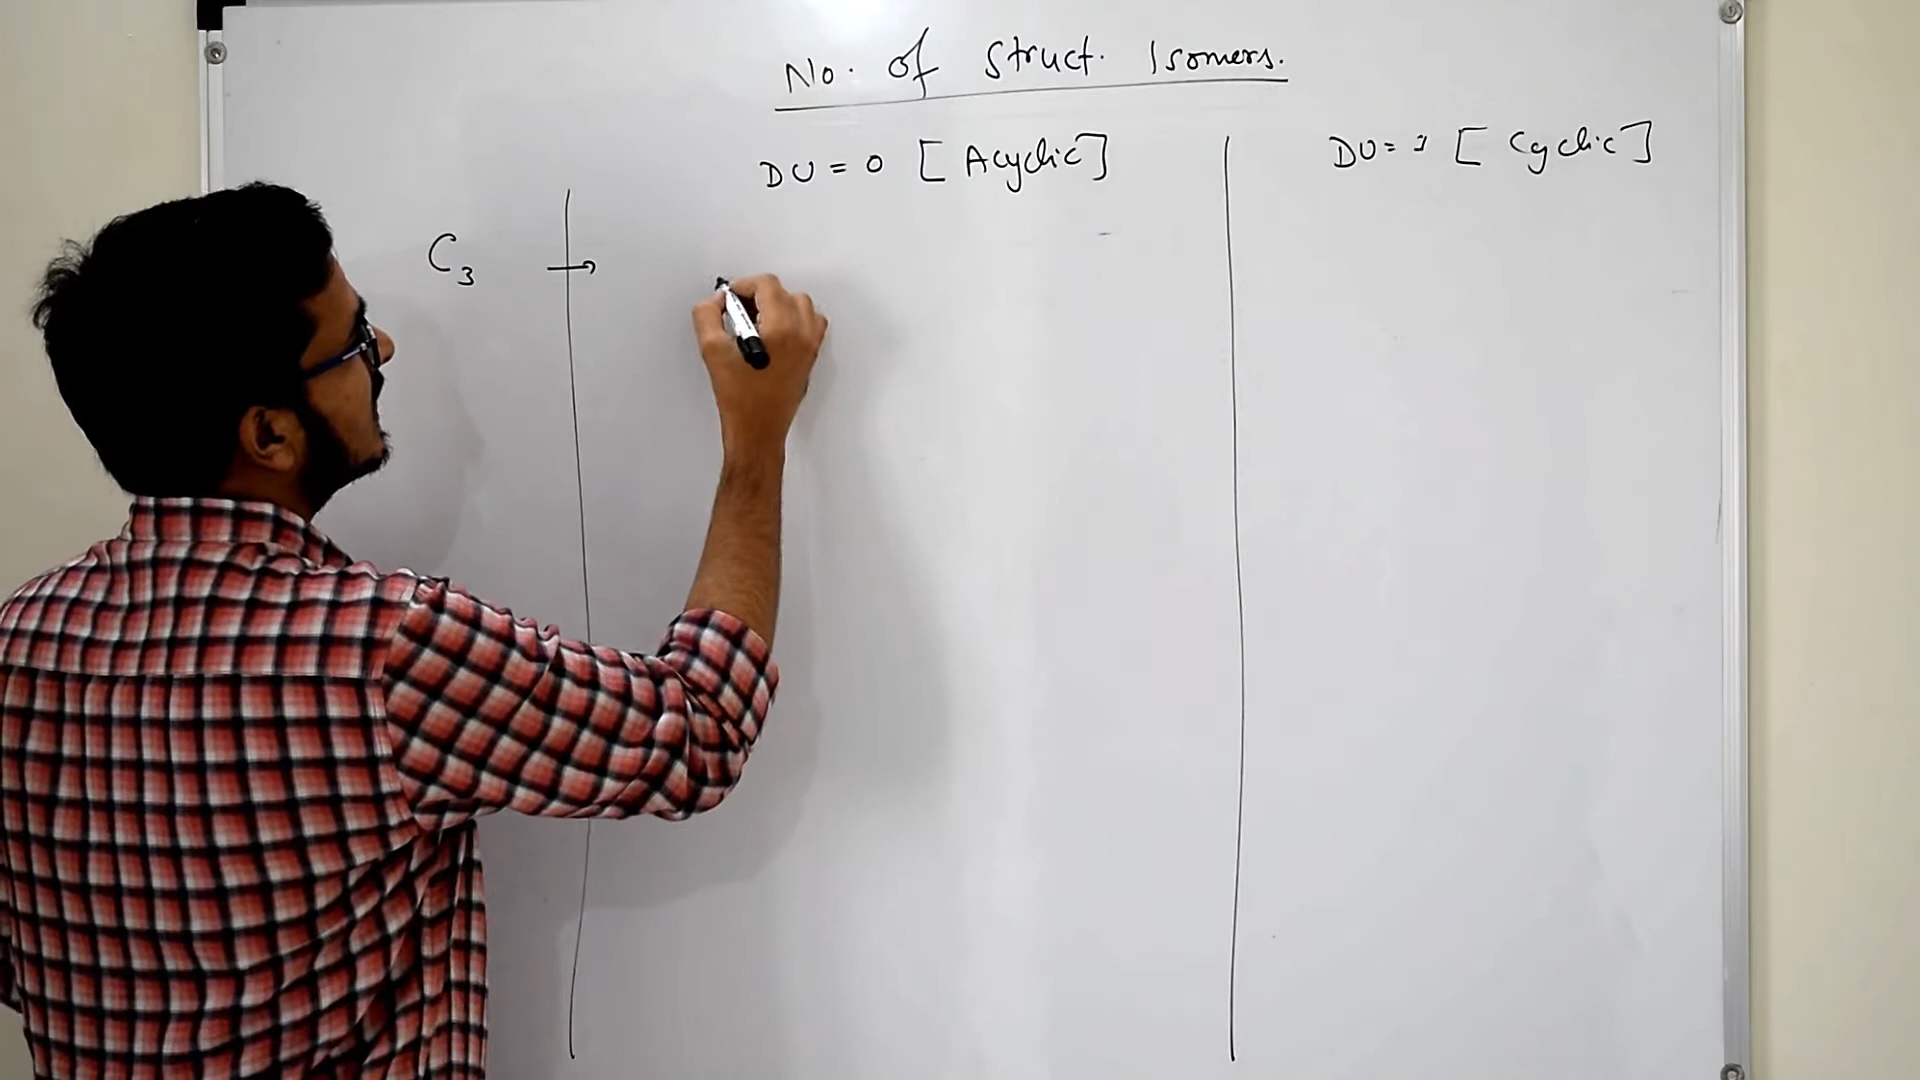 No. of Struct. Isomers.
DU = 0 [Acyclic]
DU = 1 [Cyclic]
C₃ →